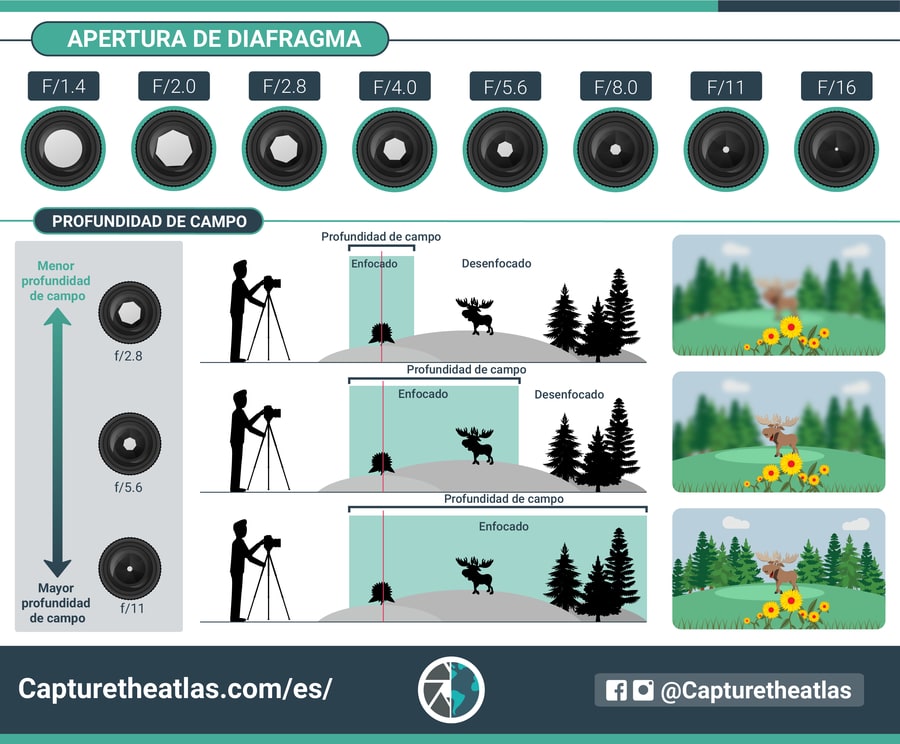 APERTURA DE DIAFRAGMA
F/1.4 F/2.0 F/2.8 F/4.0 F/5.6 F/8.0 F/11 F/16
PROFUNDIDAD DE CAMPO
Menor
profundidad
de campo
f/2.8
f/5.6
f/11
Mayor
profundidad
de campo
Profundidad de campo
Enfocado
Desenfocado
Profundidad de campo
Enfocado
Desenfocado
Profundidad de campo
Enfocado
Capturetheatlas.com/es/
@Capturetheatlas